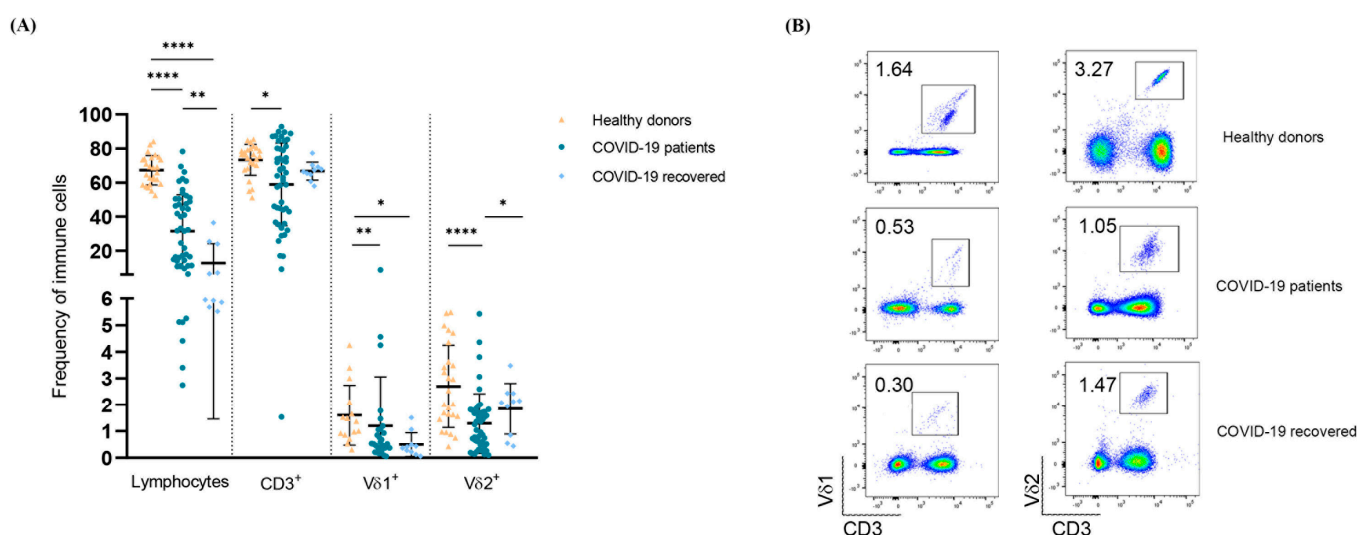 (A)
(B)
****
****
**
*
*
**
*
****
Healthy donors
COVID-19 patients
COVID-19 recovered
Frequency of immune cells
100
80
60
40
20
6
5
4
3
2
1
0
Lymphocytes
CD3+
Vδ1+
Vδ2+
1.64
3.27
Healthy donors
0.53
1.05
COVID-19 patients
0.30
1.47
COVID-19 recovered
Vδ1
CD3
Vδ2
CD3